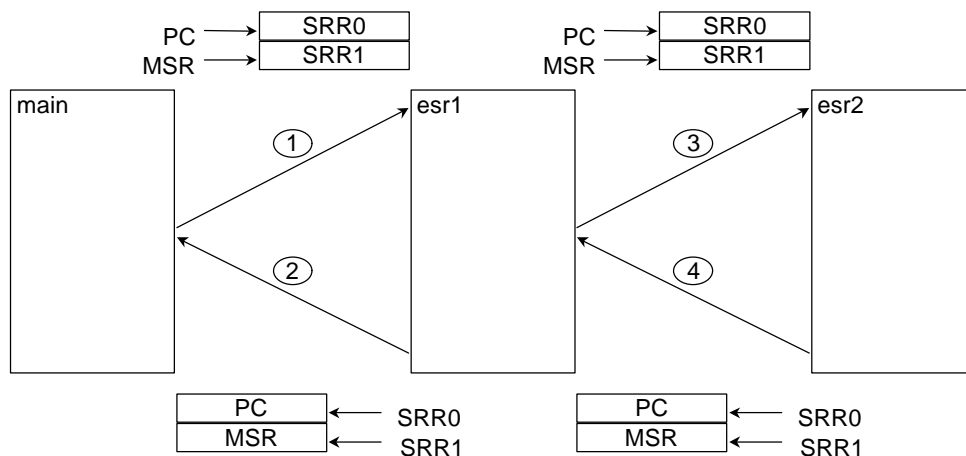 PC SRR0 PC SRR0
MSR SRR1 MSR SRR1
main esr1 esr2
1 3
2 4
PC SRR0 PC SRR0
MSR SRR1 MSR SRR1